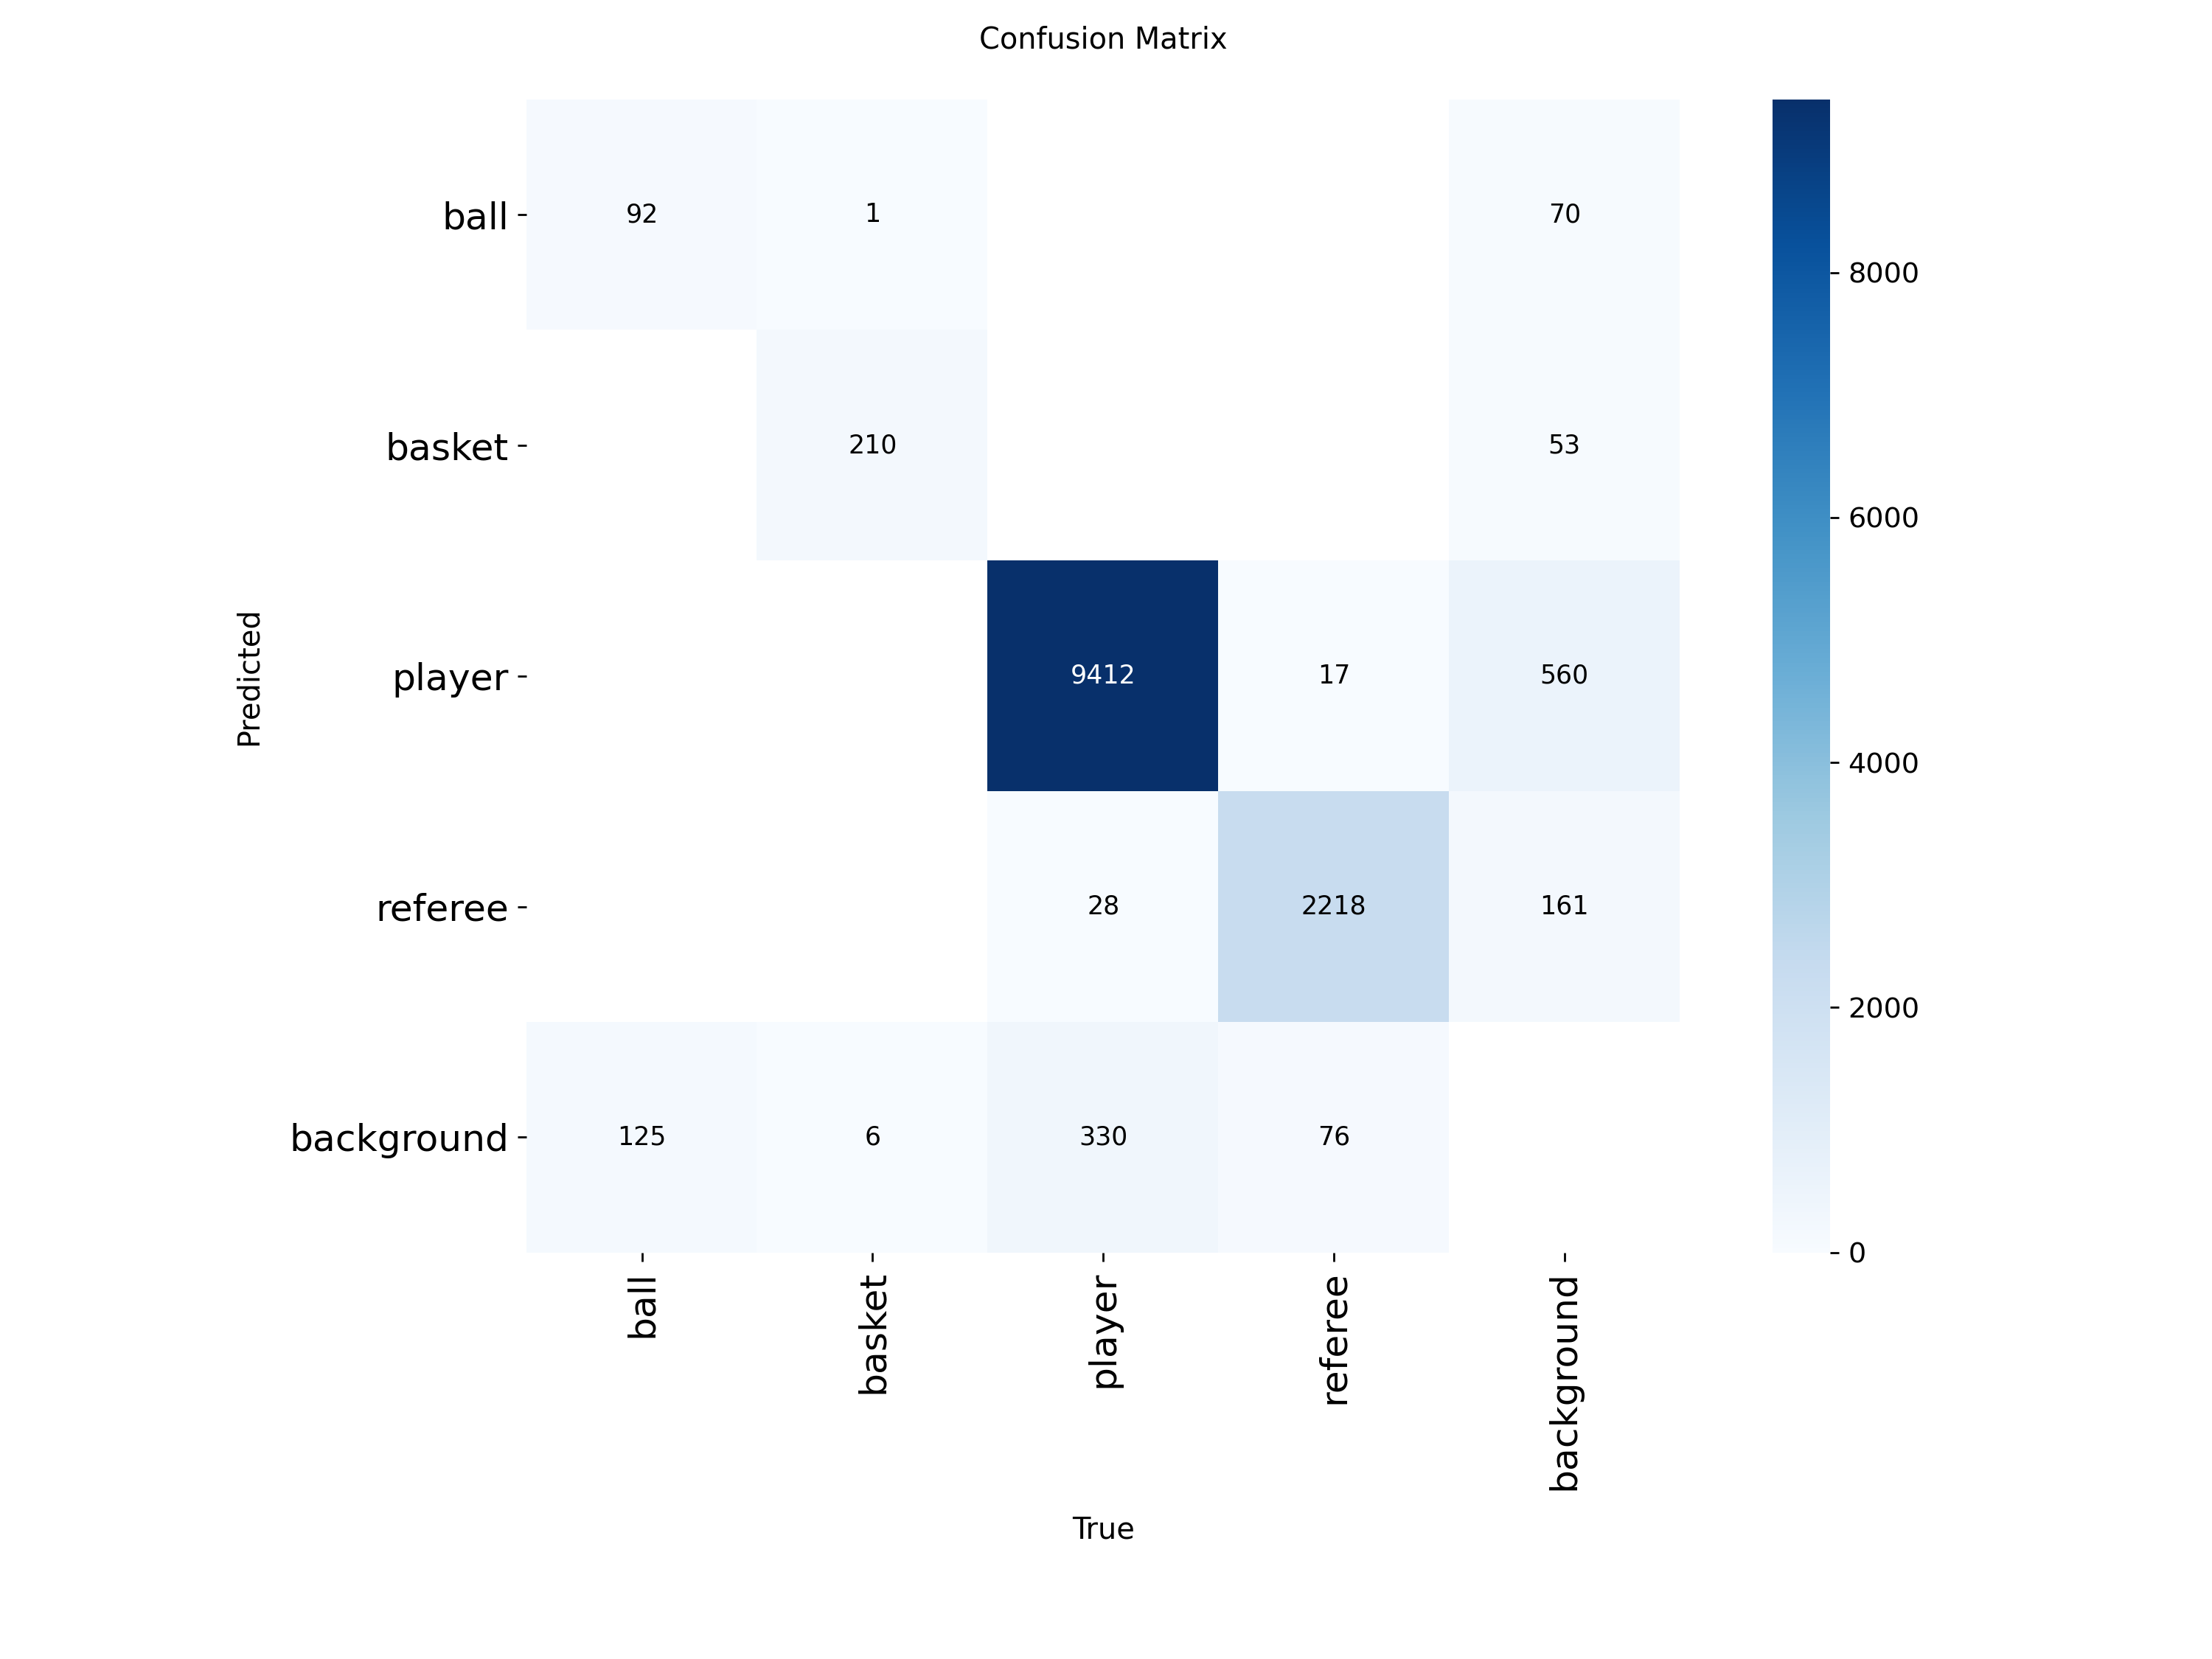 Confusion Matrix
ball 92 1 70
basket 210 53
player 9412 17 560
referee 28 2218 161
background 125 6 330 76
Predicted
ball basket player referee background
True
8000
6000
4000
2000
0